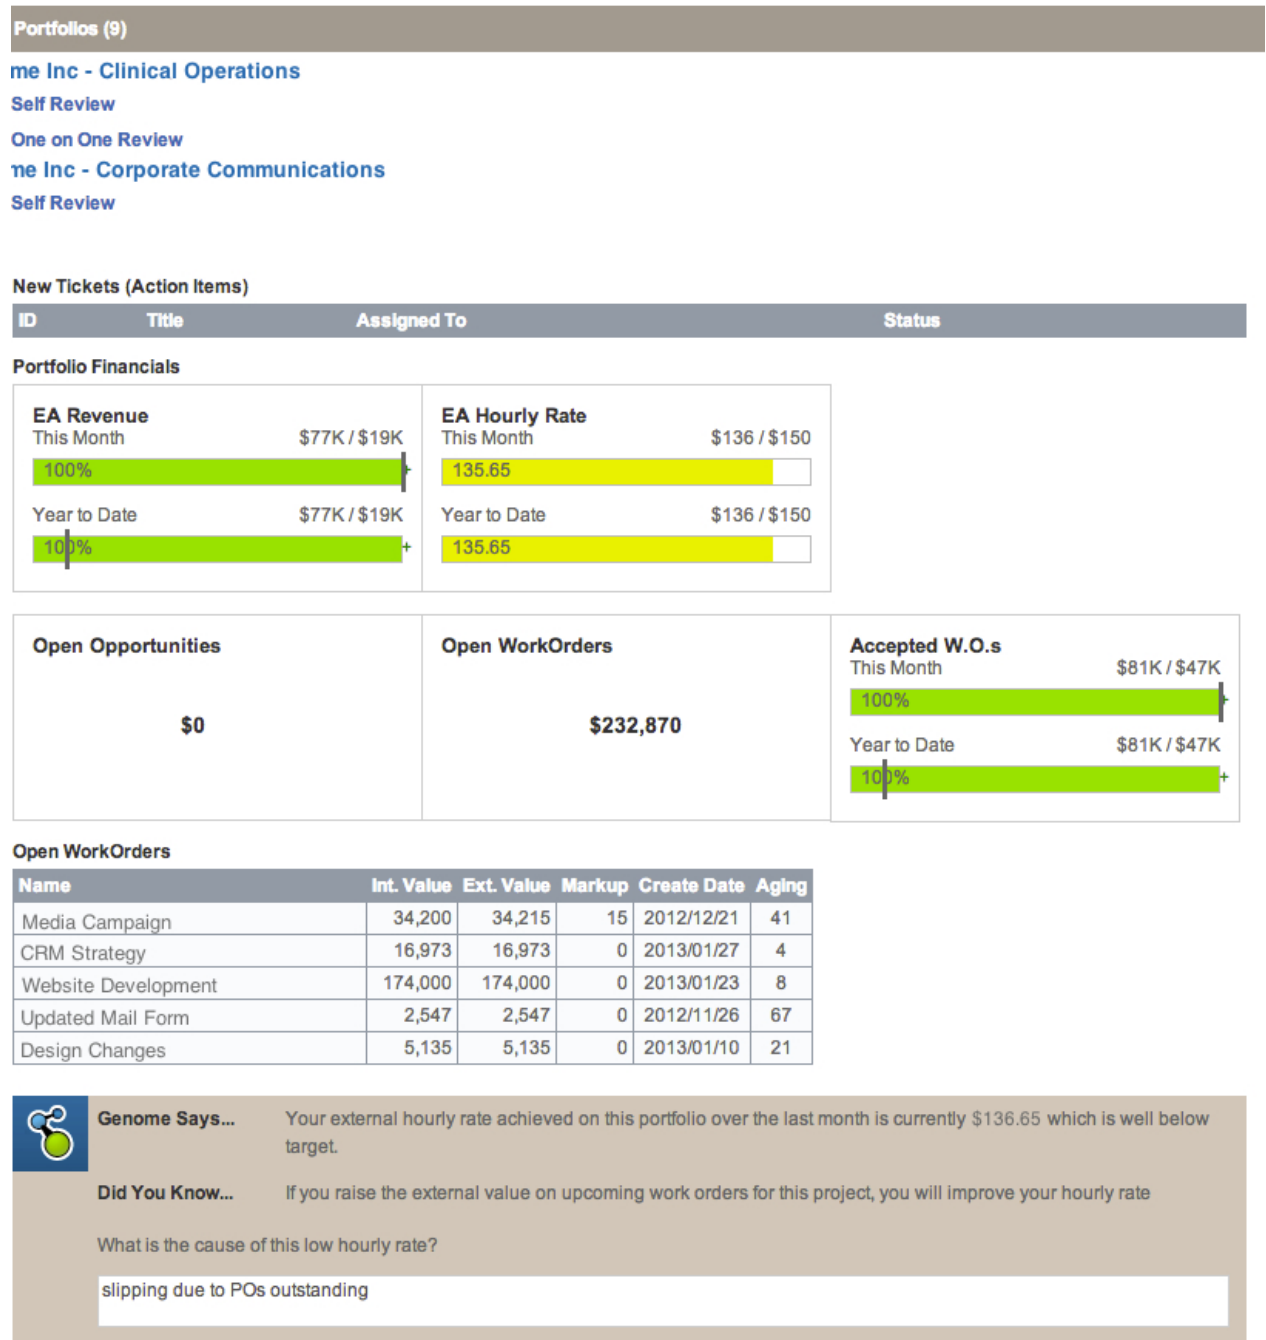 Portfolios (9)
me Inc - Clinical Operations
Self Review
One on One Review
me Inc - Corporate Communications
Self Review
New Tickets (Action Items)
ID Title Assigned To Status
Portfolio Financials
EA Revenue
This Month $77K / $19K
100% +
Year to Date $77K / $19K
100% +
EA Hourly Rate
This Month $136 / $150
135.65
Year to Date $136 / $150
135.65
Open Opportunities
$0
Open WorkOrders
$232,870
Accepted W.O.s
This Month $81K / $47K
100% +
Year to Date $81K / $47K
100% +
Open WorkOrders
Name Int. Value Ext. Value Markup Create Date Aging
Media Campaign 34,200 34,215 15 2012/12/21 41
CRM Strategy 16,973 16,973 0 2013/01/27 4
Website Development 174,000 174,000 0 2013/01/23 8
Updated Mail Form 2,547 2,547 0 2012/11/26 67
Design Changes 5,135 5,135 0 2013/01/10 21
Genome Says... Your external hourly rate achieved on this portfolio over the last month is currently $136.65 which is well below
target.
Did You Know... If you raise the external value on upcoming work orders for this project, you will improve your hourly rate
What is the cause of this low hourly rate?
slipping due to POs outstanding